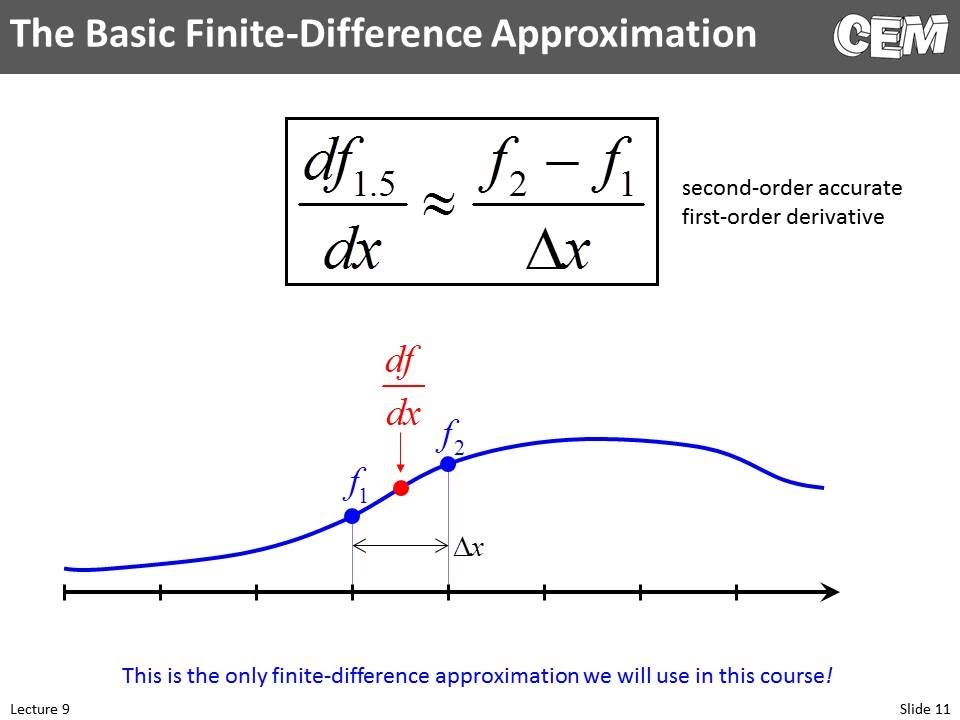 The Basic Finite-Difference Approximation
CEM
df₁.₅/dx ≈ (f₂ − f₁)/Δx
second-order accurate
first-order derivative
df/dx
f₂
f₁
Δx
This is the only finite-difference approximation we will use in this course!
Lecture 9
Slide 11